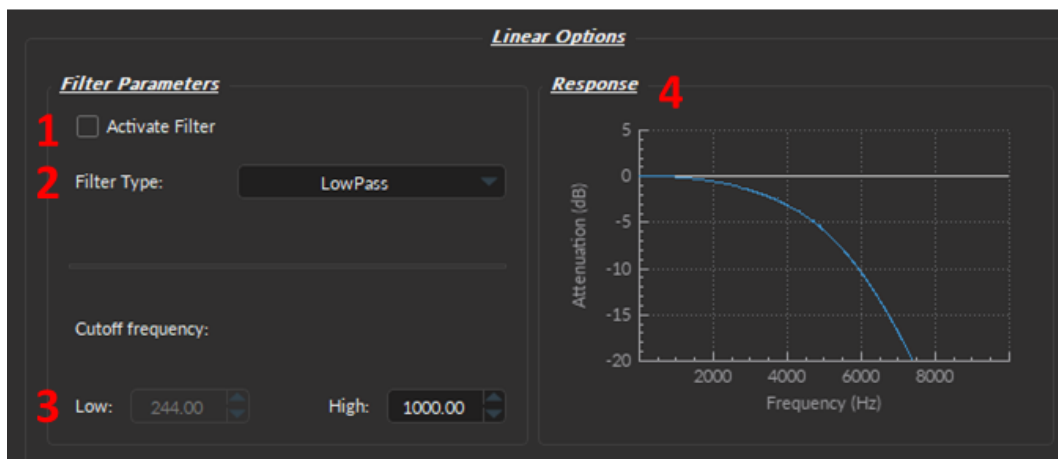 Linear Options
Filter Parameters
1 Activate Filter
2 Filter Type: LowPass
Cutoff frequency:
3 Low: 244.00 High: 1000.00
Response 4
5
0
-5
-10
-15
-20
Attenuation (dB)
2000 4000 6000 8000
Frequency (Hz)